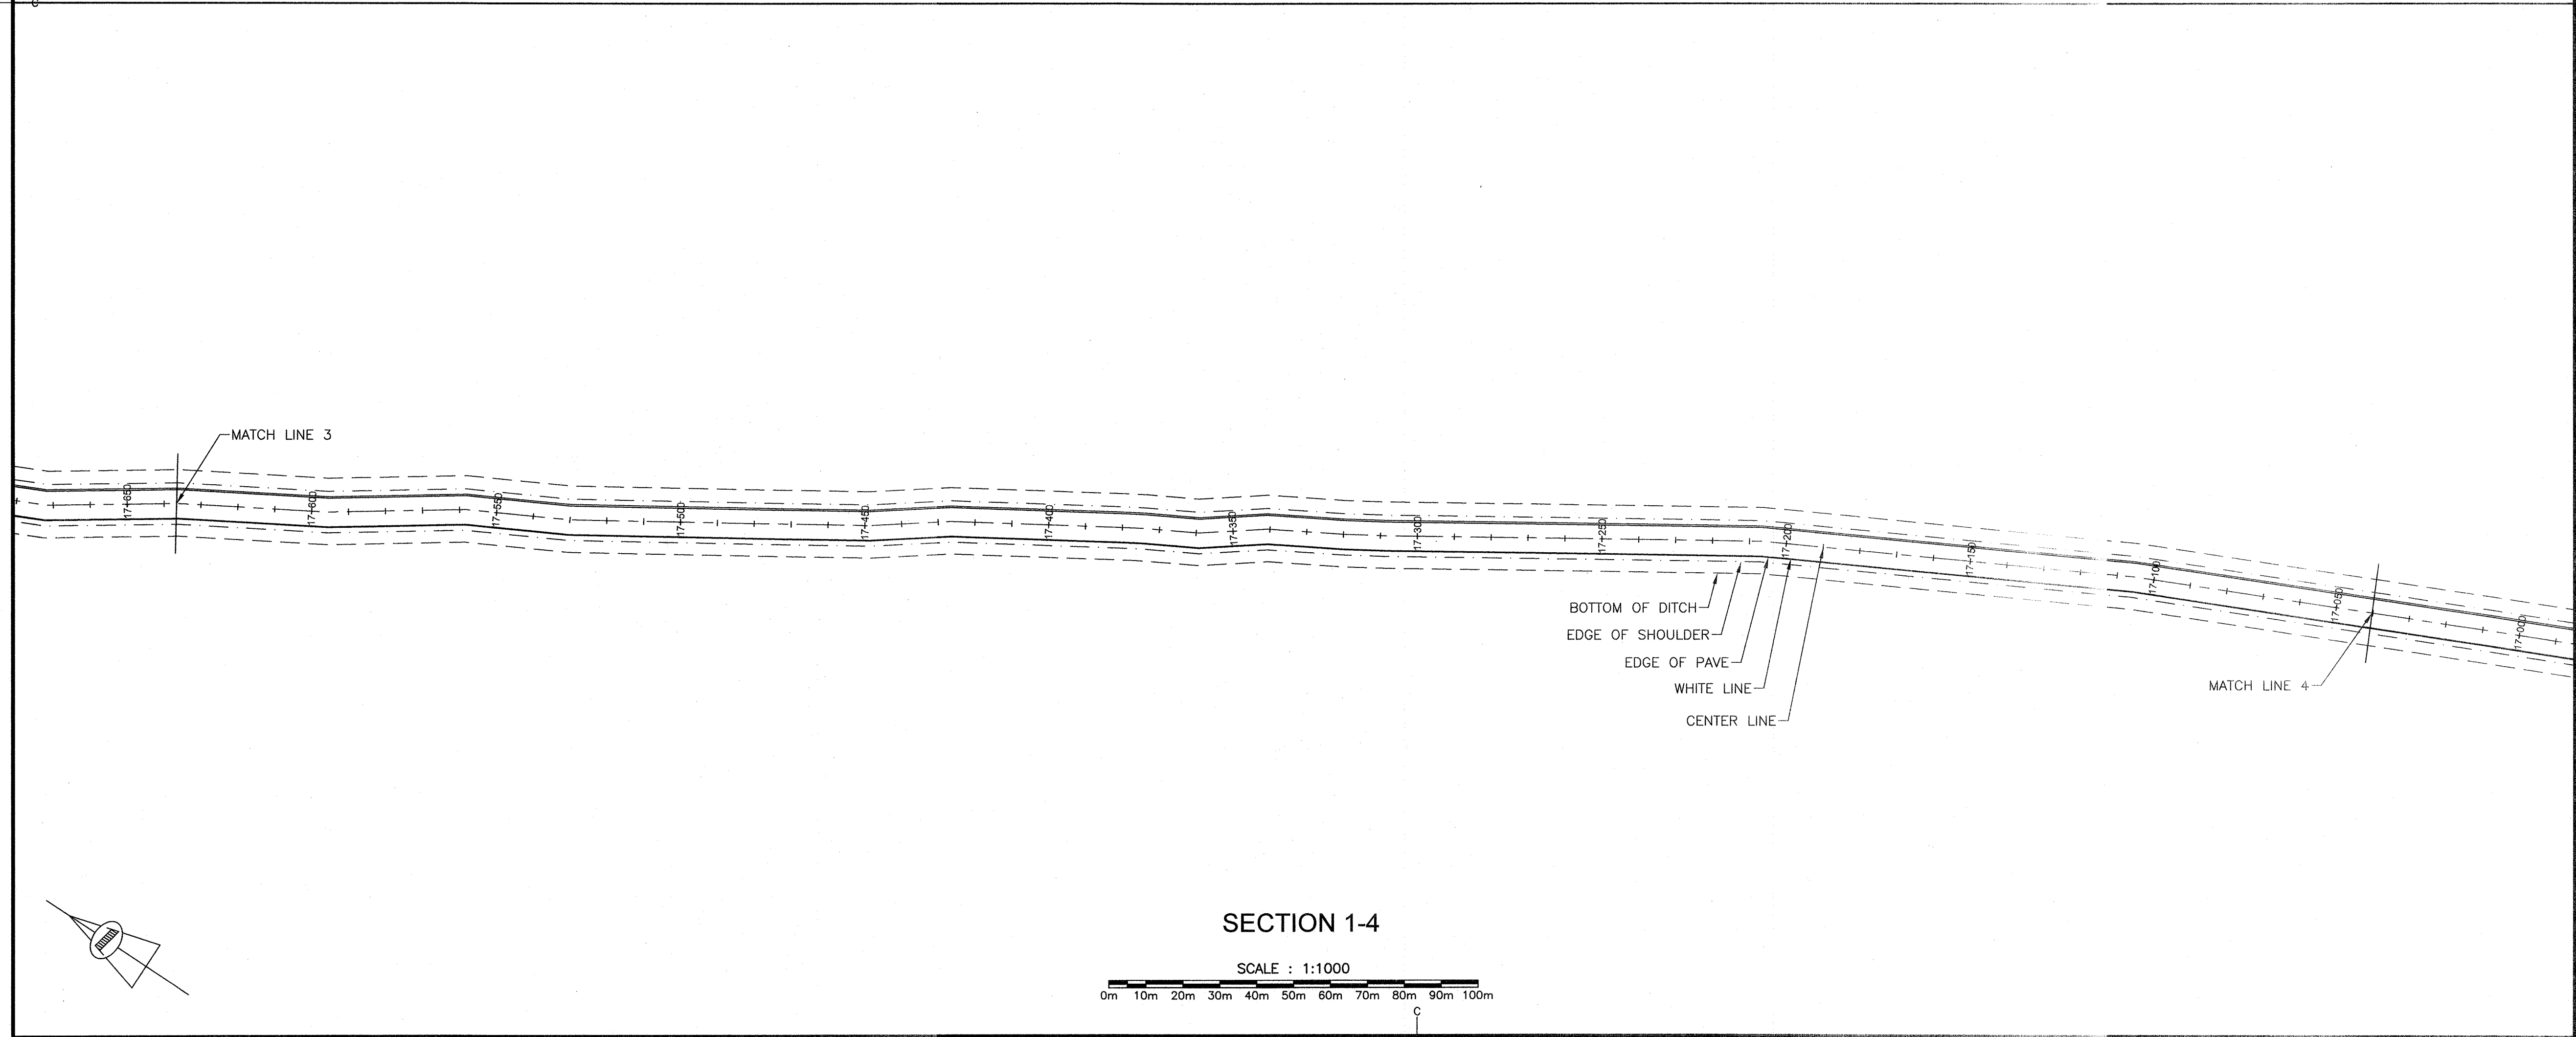 C
MATCH LINE 3
17+650
17+600
17+550
17+500
17+450
17+400
17+350
17+300
17+250
17+200
17+150
17+100
17+050
17+000
BOTTOM OF DITCH
EDGE OF SHOULDER
EDGE OF PAVE
WHITE LINE
CENTER LINE
MATCH LINE 4
SECTION 1-4
SCALE : 1:1000
0m 10m 20m 30m 40m 50m 60m 70m 80m 90m 100m
C